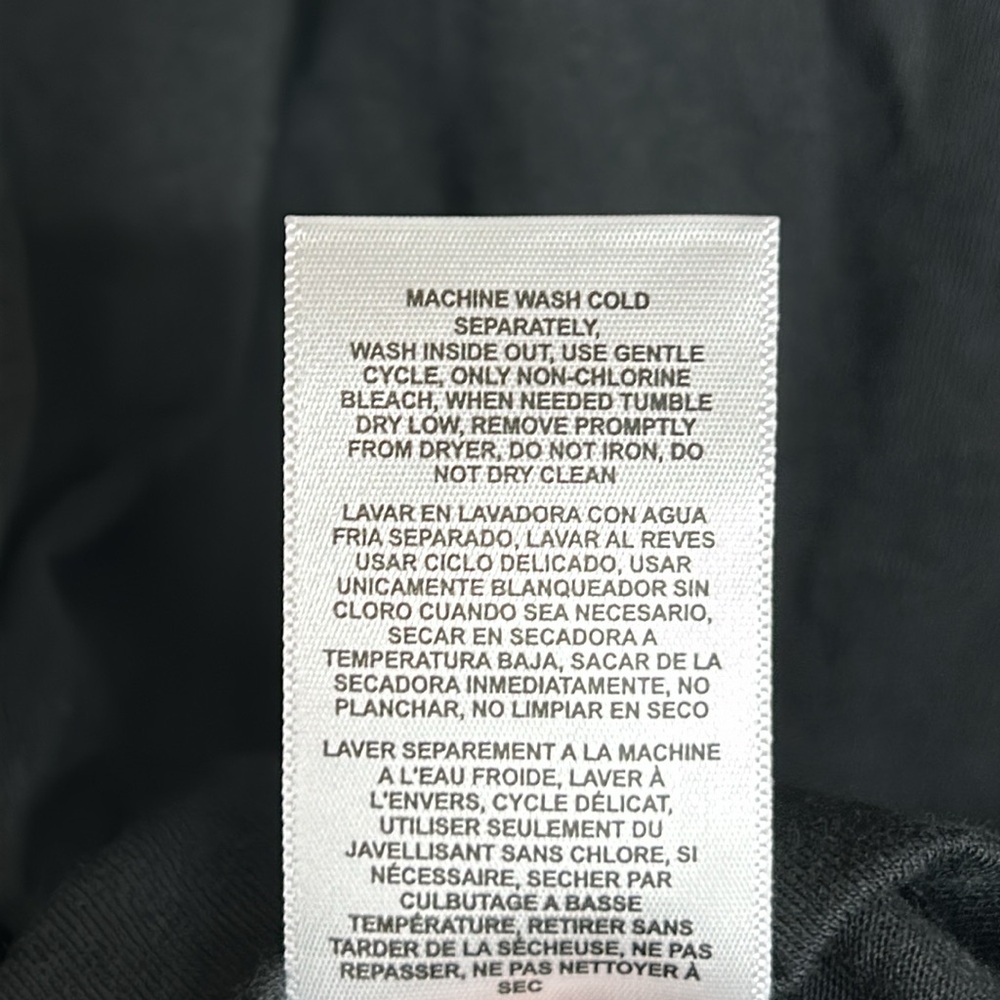 MACHINE WASH COLD
SEPARATELY,
WASH INSIDE OUT, USE GENTLE
CYCLE, ONLY NON-CHLORINE
BLEACH, WHEN NEEDED TUMBLE
DRY LOW, REMOVE PROMPTLY
FROM DRYER, DO NOT IRON, DO
NOT DRY CLEAN
LAVAR EN LAVADORA CON AGUA
FRIA SEPARADO, LAVAR AL REVES
USAR CICLO DELICADO, USAR
UNICAMENTE BLANQUEADOR SIN
CLORO CUANDO SEA NECESARIO,
SECAR EN SECADORA A
TEMPERATURA BAJA, SACAR DE LA
SECADORA INMEDIATAMENTE, NO
PLANCHAR, NO LIMPIAR EN SECO
LAVER SEPAREMENT A LA MACHINE
A L'EAU FROIDE, LAVER À
L'ENVERS, CYCLE DÉLICAT,
UTILISER SEULEMENT DU
JAVELLISANT SANS CHLORE, SI
NÉCESSAIRE, SECHER PAR
CULBUTAGE A BASSE
TEMPÉRATURE, RETIRER SANS
TARDER DE LA SÉCHEUSE, NE PAS
REPASSER, NE PAS NETTOYER À
SEC